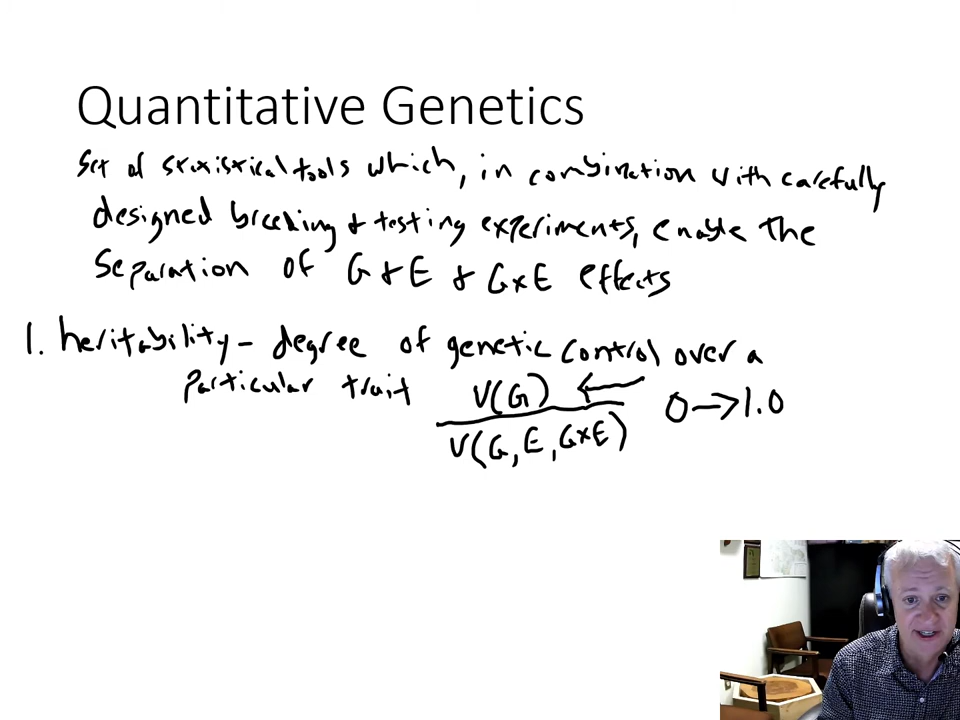 Quantitative Genetics
Set of statistical tools which, in combination with carefully
designed breeding & testing experiments, enable the
Separation of G & E & GxE effects
1. heritability - degree of genetic control over a
particular trait V(G) ← 0 → 1.0
V(G, E, GxE)